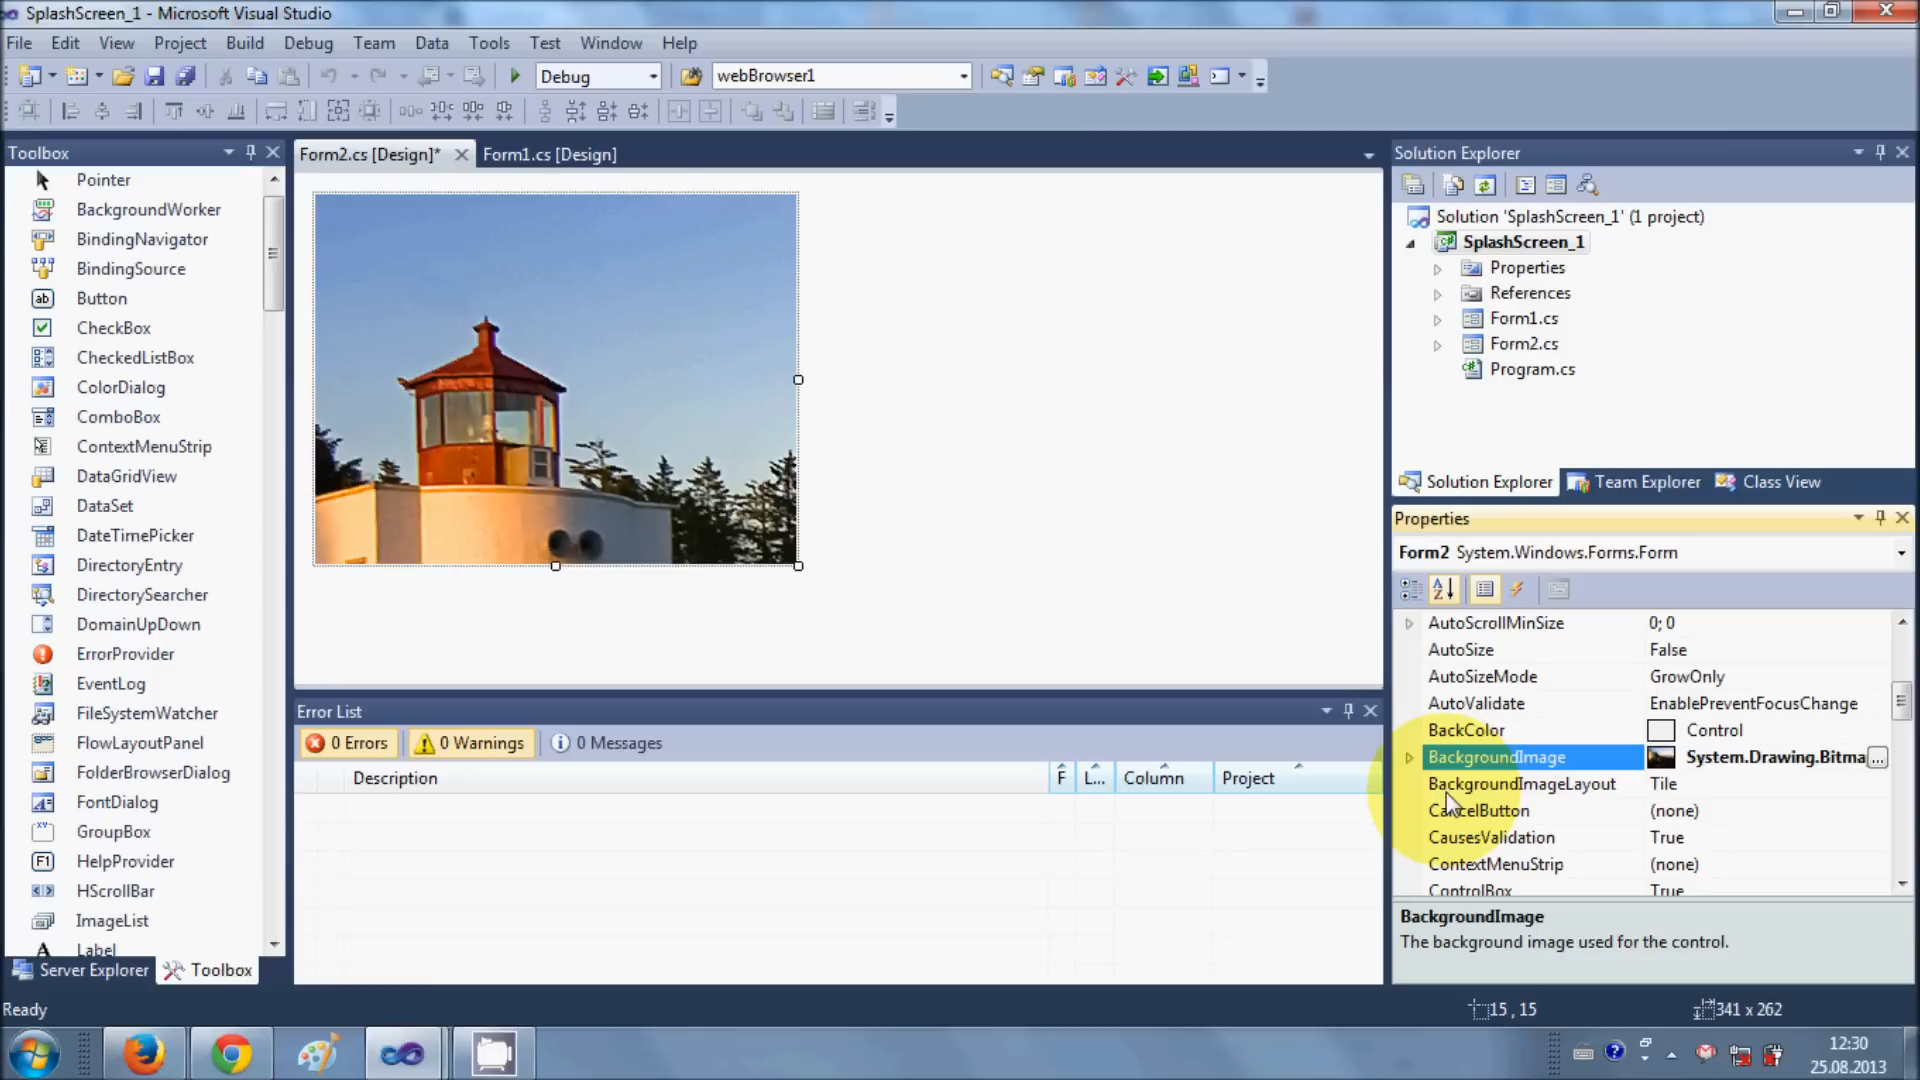 SplashScreen_1 - Microsoft Visual Studio
File Edit View Project Build Debug Team Data Tools Test Window Help
Debug webBrowser1
Toolbox
Pointer
BackgroundWorker
BindingNavigator
BindingSource
Button
CheckBox
CheckedListBox
ColorDialog
ComboBox
ContextMenuStrip
DataGridView
DataSet
DateTimePicker
DirectoryEntry
DirectorySearcher
DomainUpDown
ErrorProvider
EventLog
FileSystemWatcher
FlowLayoutPanel
FolderBrowserDialog
FontDialog
GroupBox
HelpProvider
HScrollBar
ImageList
Label
Server Explorer Toolbox
Form2.cs [Design]* Form1.cs [Design]
Error List
0 Errors 0 Warnings 0 Messages
Description F L... Column Project
Solution Explorer
Solution 'SplashScreen_1' (1 project)
SplashScreen_1
Properties
References
Form1.cs
Form2.cs
Program.cs
Solution Explorer Team Explorer Class View
Properties
Form2 System.Windows.Forms.Form
AutoScrollMinSize 0; 0
AutoSize False
AutoSizeMode GrowOnly
AutoValidate EnablePreventFocusChange
BackColor Control
BackgroundImage System.Drawing.Bitma ...
BackgroundImageLayout Tile
CancelButton (none)
CausesValidation True
ContextMenuStrip (none)
ControlBox True
BackgroundImage
The background image used for the control.
Ready 15 , 15 341 x 262
12:30
25.08.2013